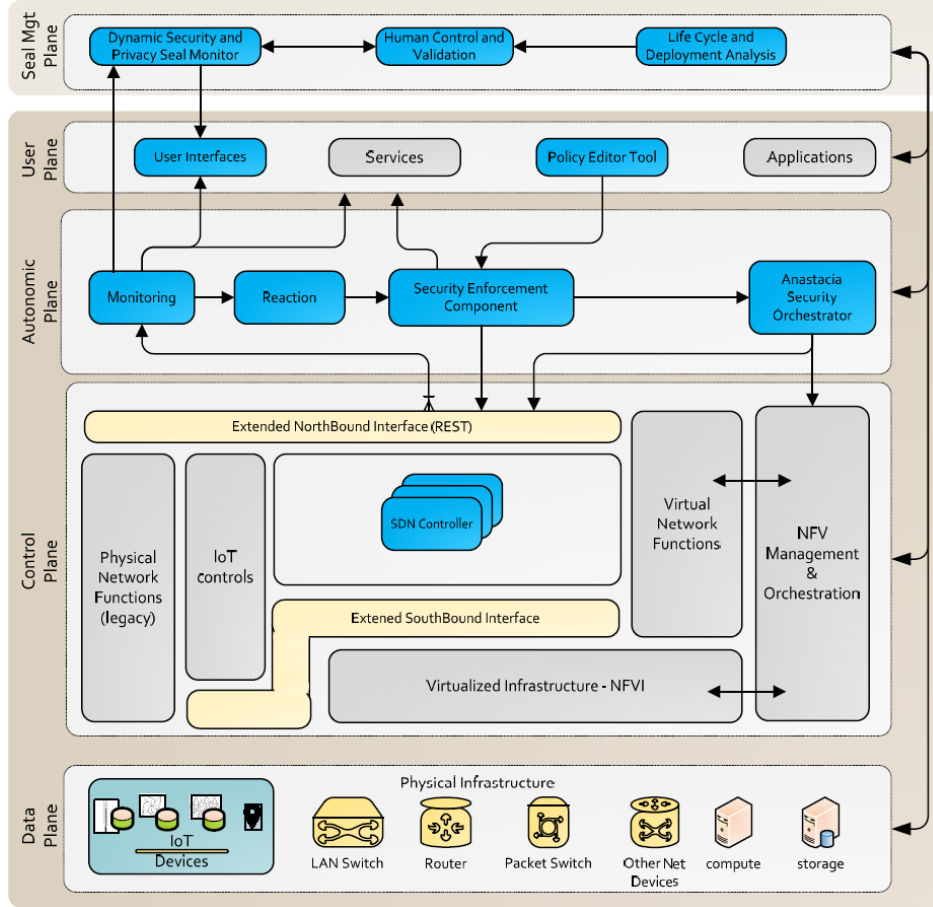 Seal Mgt
Plane
Dynamic Security and
Privacy Seal Monitor
Human Control and
Validation
Life Cycle and
Deployment Analysis
User
Plane
User Interfaces
Services
Policy Editor Tool
Applications
Autonomic
Plane
Monitoring
Reaction
Security Enforcement
Component
Anastacia
Security
Orchestrator
Control
Plane
Extended NorthBound Interface (REST)
Physical
Network
Functions
(legacy)
IoT
controls
SDN Controller
Virtual
Network
Functions
NFV
Management
&
Orchestration
Extened SouthBound Interface
Virtualized Infrastructure - NFVI
Data
Plane
Physical Infrastructure
IoT
Devices
LAN Switch
Router
Packet Switch
Other Net
Devices
compute
storage